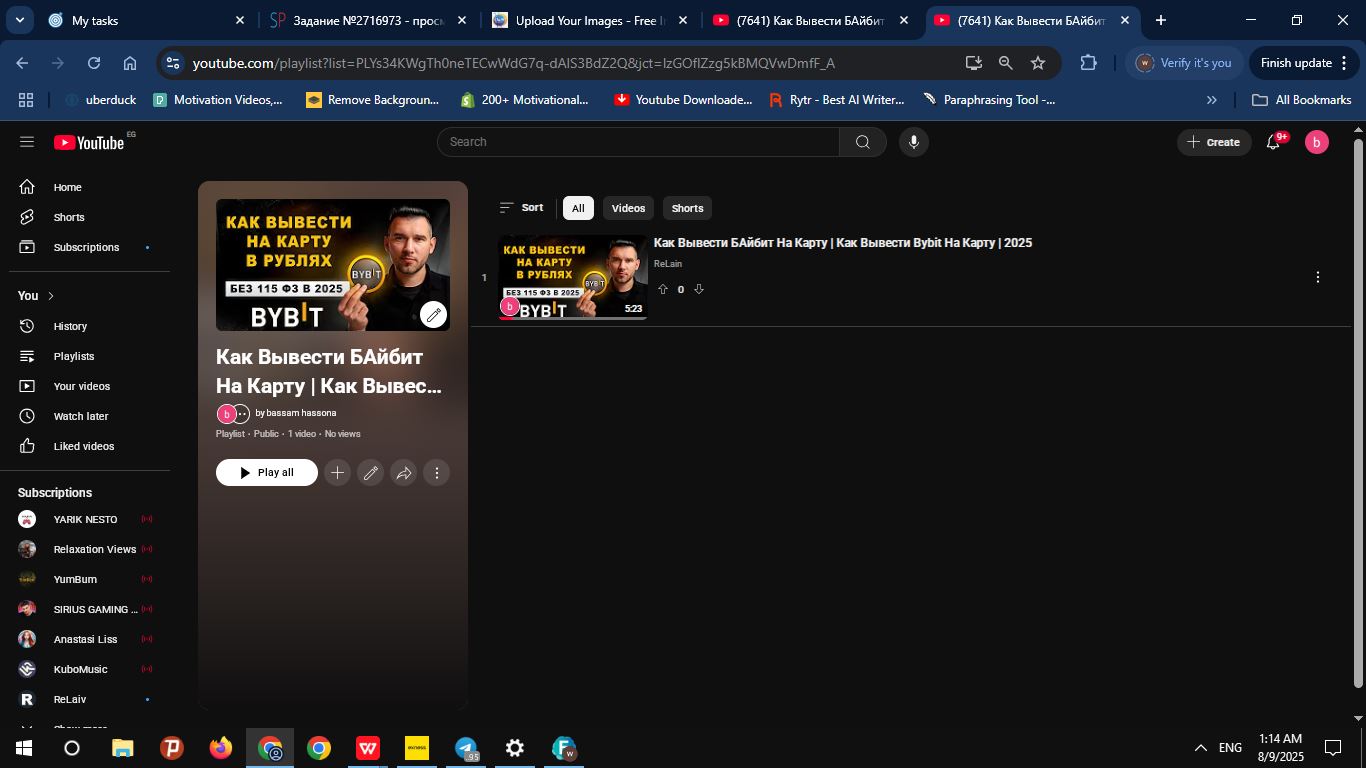 My tasks
Задание №2716973 - просм
Upload Your Images - Free I
(7641) Как Вывести БАйбит
(7641) Как Вывести БАйбит
youtube.com/playlist?list=PLYs34KWgTh0neTECwWdG7q-dAlS3BdZ2Q&jct=lzGOflZzg5kBMQVwDmfF_A
Verify it's you
Finish update
uberduck
Motivation Videos,...
Remove Backgroun...
200+ Motivational...
Youtube Downloade...
Rytr - Best AI Writer...
Paraphrasing Tool -...
All Bookmarks
YouTube EG
Search
Create
9+
b
Home
Shorts
Subscriptions
You
History
Playlists
Your videos
Watch later
Liked videos
Subscriptions
YARIK NESTO
Relaxation Views
YumBum
SIRIUS GAMING ...
Anastasi Liss
KuboMusic
ReLaiv
КАК ВЫВЕСТИ
НА КАРТУ
В РУБЛЯХ
BYBIT
БЕЗ 115 ФЗ В 2025
BYBIT
Как Вывести БАйбит
На Карту | Как Вывес...
b
by bassam hassona
Playlist • Public • 1 video • No views
Play all
Sort
All
Videos
Shorts
1
КАК ВЫВЕСТИ
НА КАРТУ
В РУБЛЯХ
BYBIT
БЕЗ 115 ФЗ В 2025
b
BYBIT
5:23
Как Вывести БАйбит На Карту | Как Вывести Bybit На Карту | 2025
ReLain
0
exness
95
ENG
1:14 AM
8/9/2025